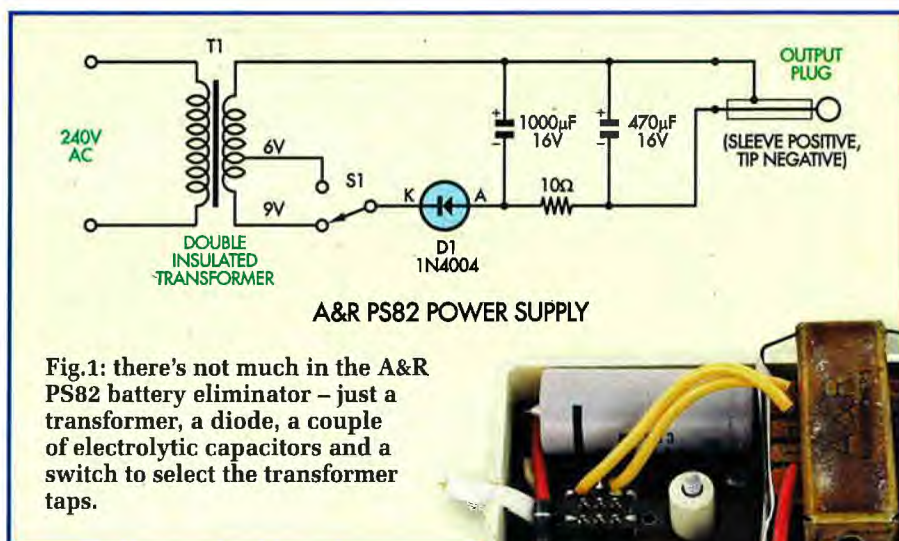 T1
240V
AC
6V
9V
S1
DOUBLE
INSULATED
TRANSFORMER
K
A
D1
1N4004
1000µF
16V
10Ω
470µF
16V
OUTPUT
PLUG
(SLEEVE POSITIVE,
TIP NEGATIVE)
A&R PS82 POWER SUPPLY
Fig.1: there's not much in the A&R
PS82 battery eliminator – just a
transformer, a diode, a couple
of electrolytic capacitors and a
switch to select the transformer
taps.
A&R